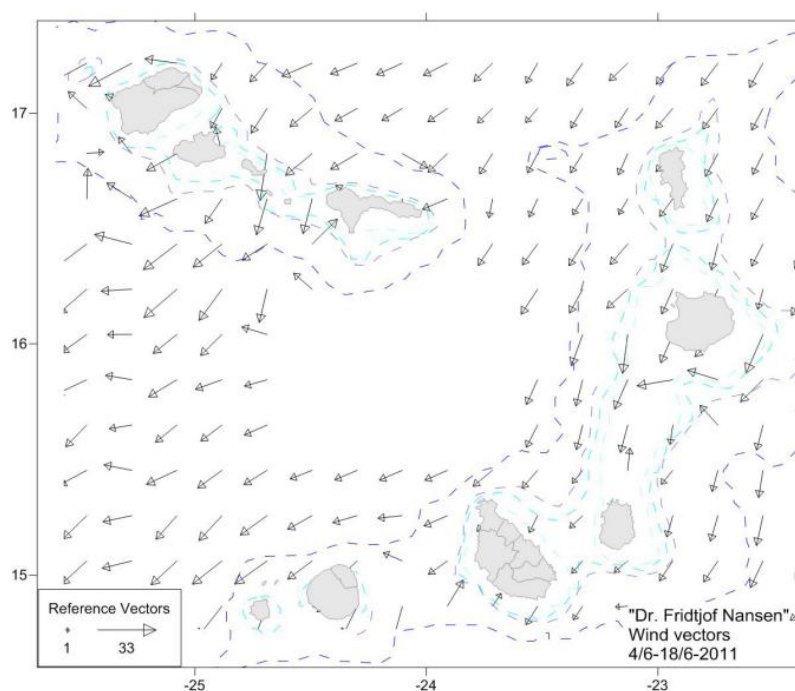 17
16
15
Reference Vectors
1 33
"Dr. Fridtjof Nansen"
Wind vectors
4/6-18/6-2011
-25 -24 -23